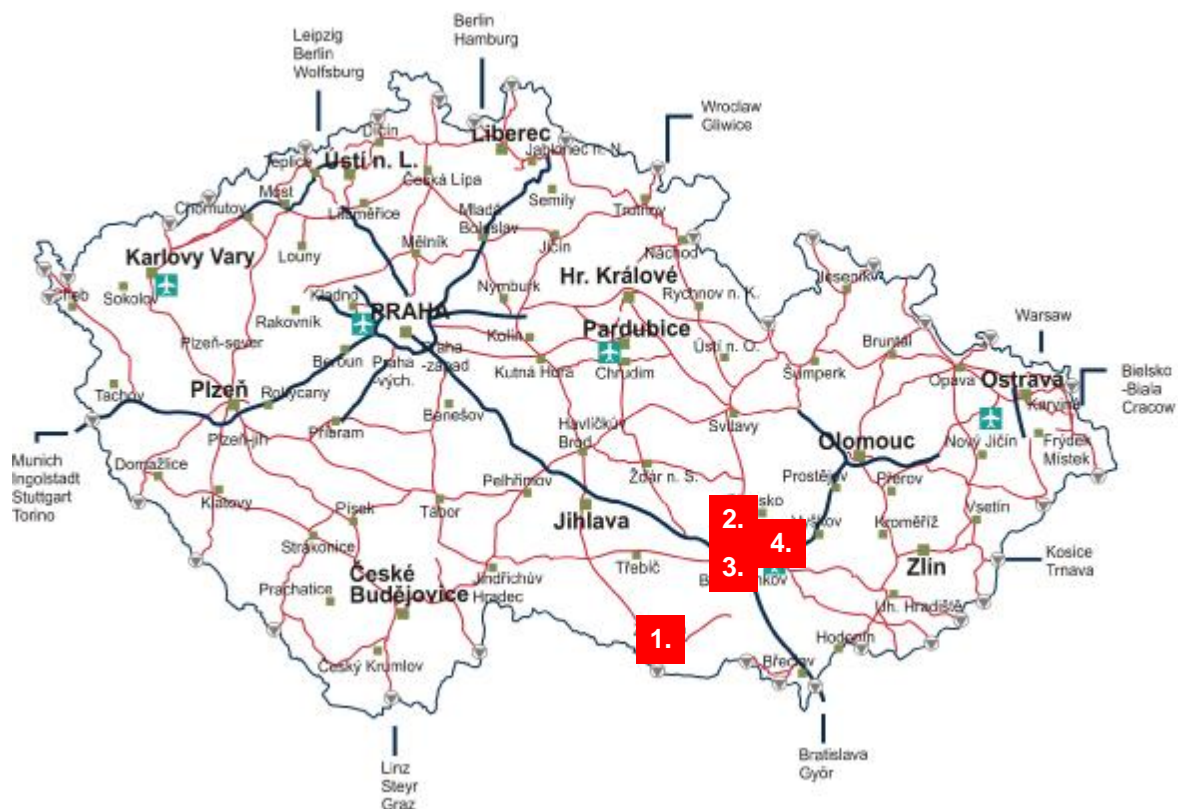 Berlin
Hamburg
Leipzig
Berlin
Wolfsburg
Wroclaw
Gliwice
Děčín
Liberec
Jablonec n. N.
Teplice
Ústí n. L.
Česká Lípa
Semily
Most
Chomutov
Litoměřice
Mladá
Boleslav
Trutnov
Louny
Mělník
Jičín
Náchod
Karlovy Vary
Hr. Králové
Jeseník
Cheb
Sokolov
Kladno
Nymburk
Rychnov n. K.
Rakovník
PRAHA
Pardubice
Warsaw
Plzeň-sever
Kolín
Ústí n. O.
Bruntál
Beroun
Praha
-západ
Praha
-vých.
Kutná Hora
Chrudim
Šumperk
Opava
Ostrava
Karviná
Bielsko
-Biala
Cracow
Tachov
Plzeň
Rokycany
Benešov
Svitavy
Plzeň-jih
Příbram
Havlíčkův
Brod
Olomouc
Nový Jičín
Frýdek
Místek
Munich
Ingolstadt
Stuttgart
Torino
Domažlice
Klatovy
Pelhřimov
Žďár n. S.
Prostějov
Přerov
Písek
Tábor
Jihlava
2.
sko
Vyškov
4.
Kroměříž
Vsetín
Strakonice
3.
Zlín
Kosice
Trnava
Prachatice
České
Budějovice
Jindřichův
Hradec
Třebíč
Uh. Hradiště
1.
Hodonín
Český Krumlov
Břeclav
Linz
Steyr
Graz
Bratislava
Győr